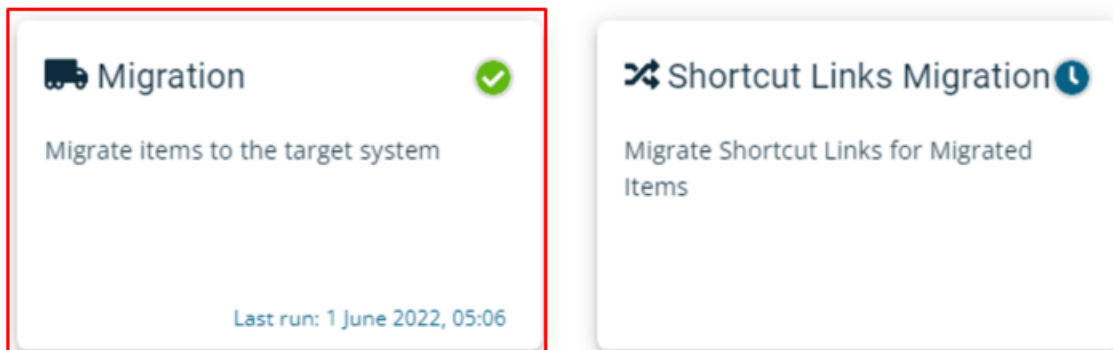 Migration
Migrate items to the target system
Last run: 1 June 2022, 05:06
Shortcut Links Migration
Migrate Shortcut Links for Migrated
Items